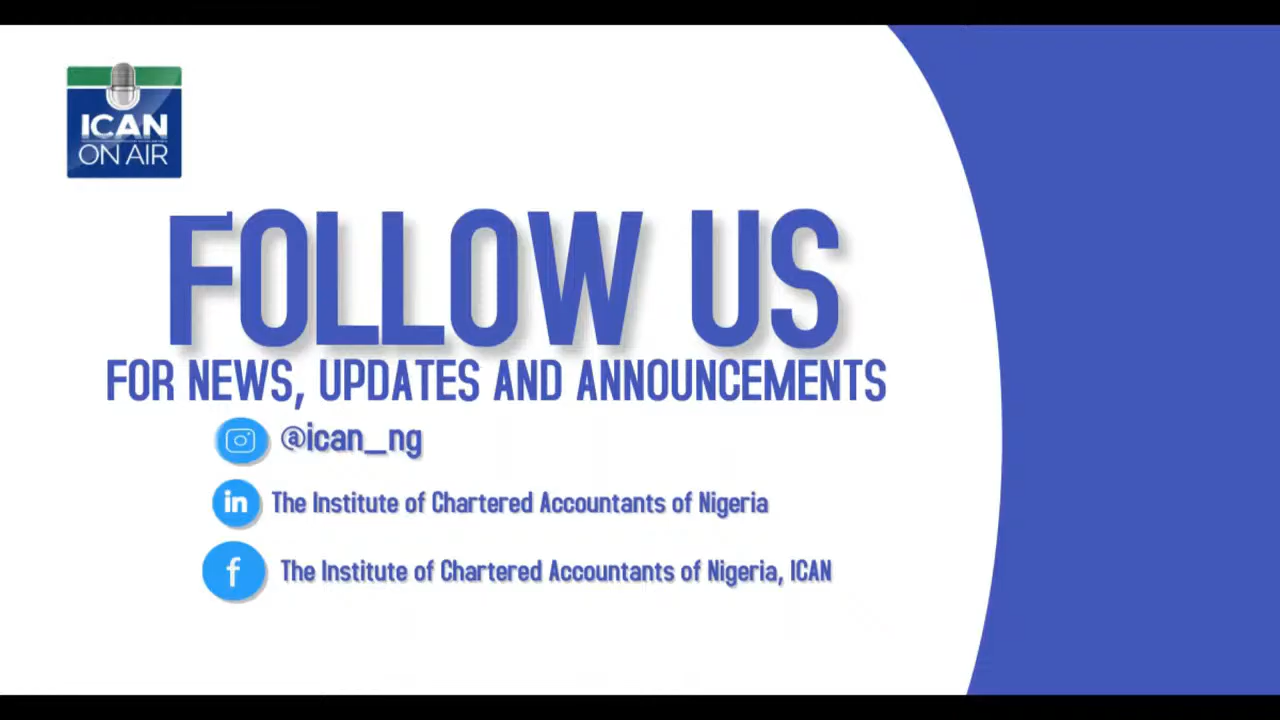 ICAN
ON AIR
FOLLOW US
FOR NEWS, UPDATES AND ANNOUNCEMENTS
@ican_ng
in The Institute of Chartered Accountants of Nigeria
f The Institute of Chartered Accountants of Nigeria, ICAN